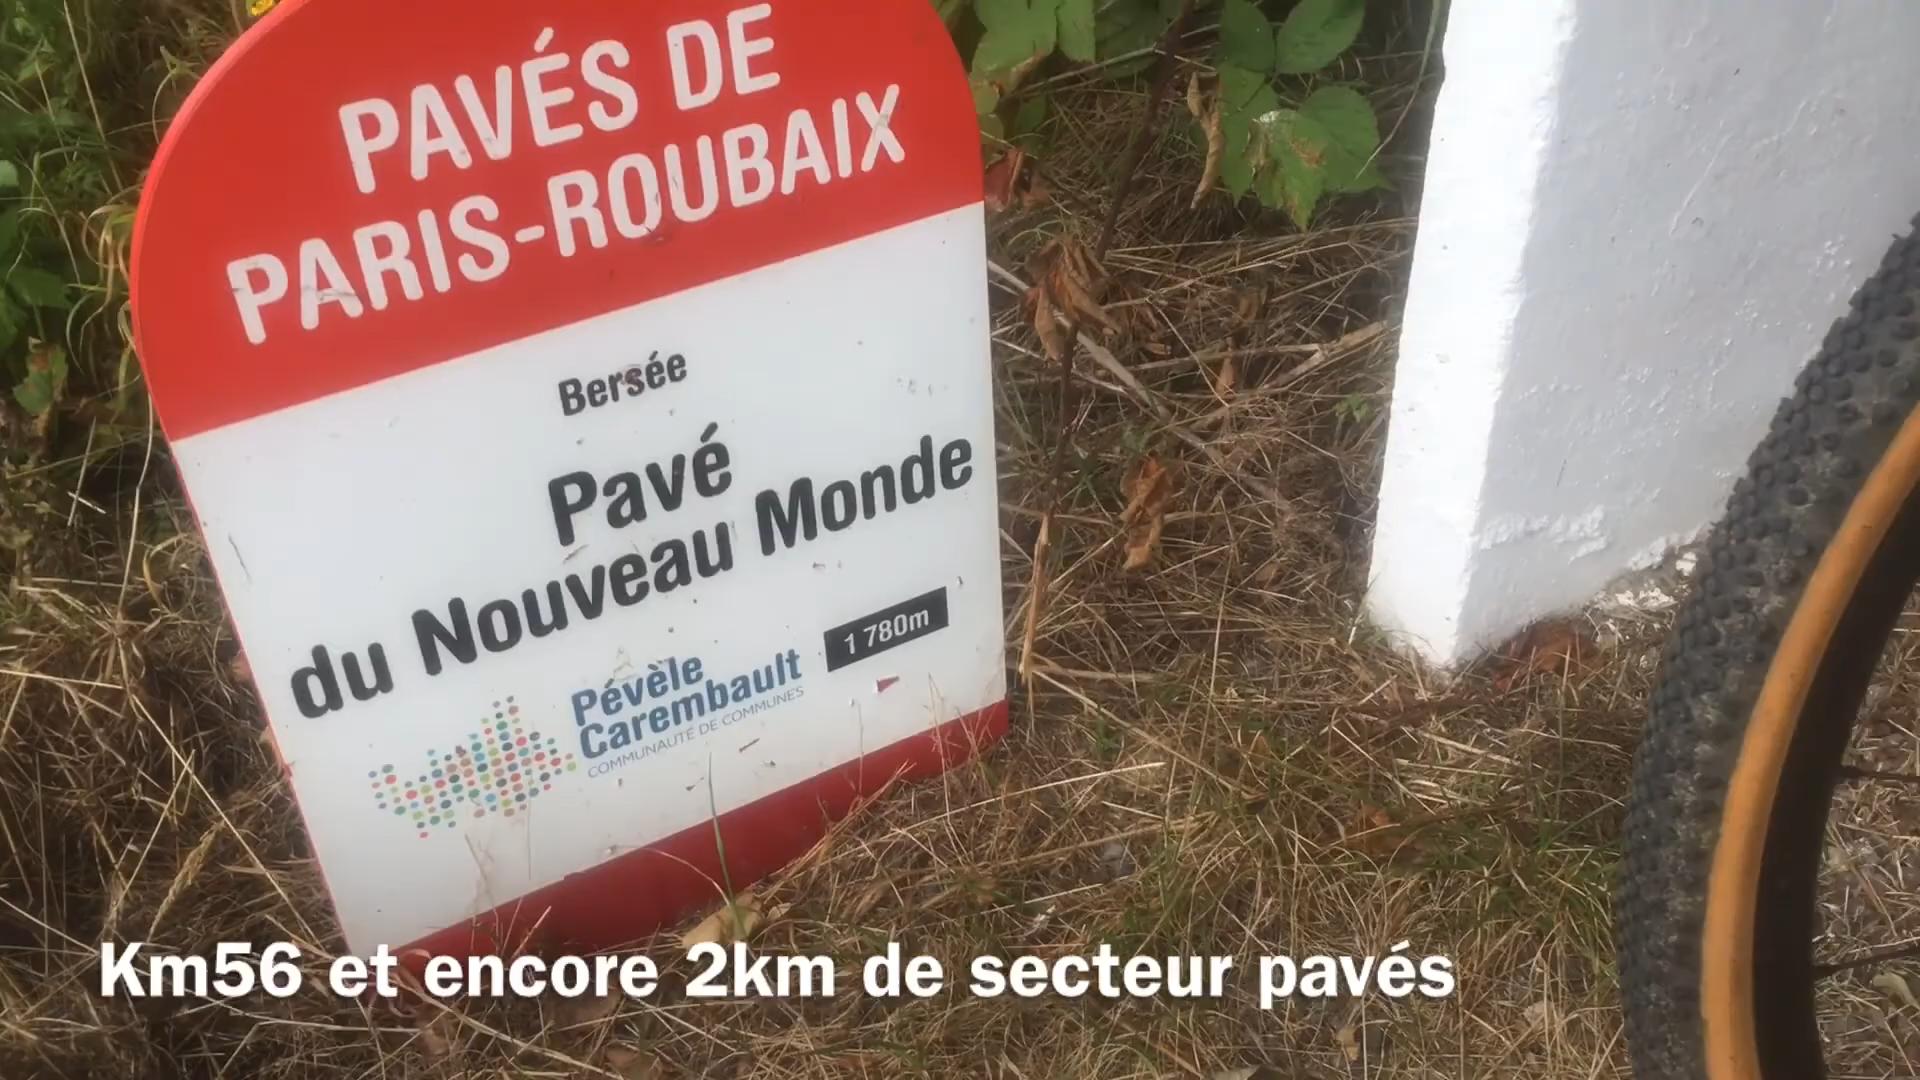 PAVÉS DE
PARIS-ROUBAIX
Bersée
Pavé
du Nouveau Monde
1 780m
Pévèle
Carembault
COMMUNAUTÉ DE COMMUNES
Km56 et encore 2km de secteur pavés